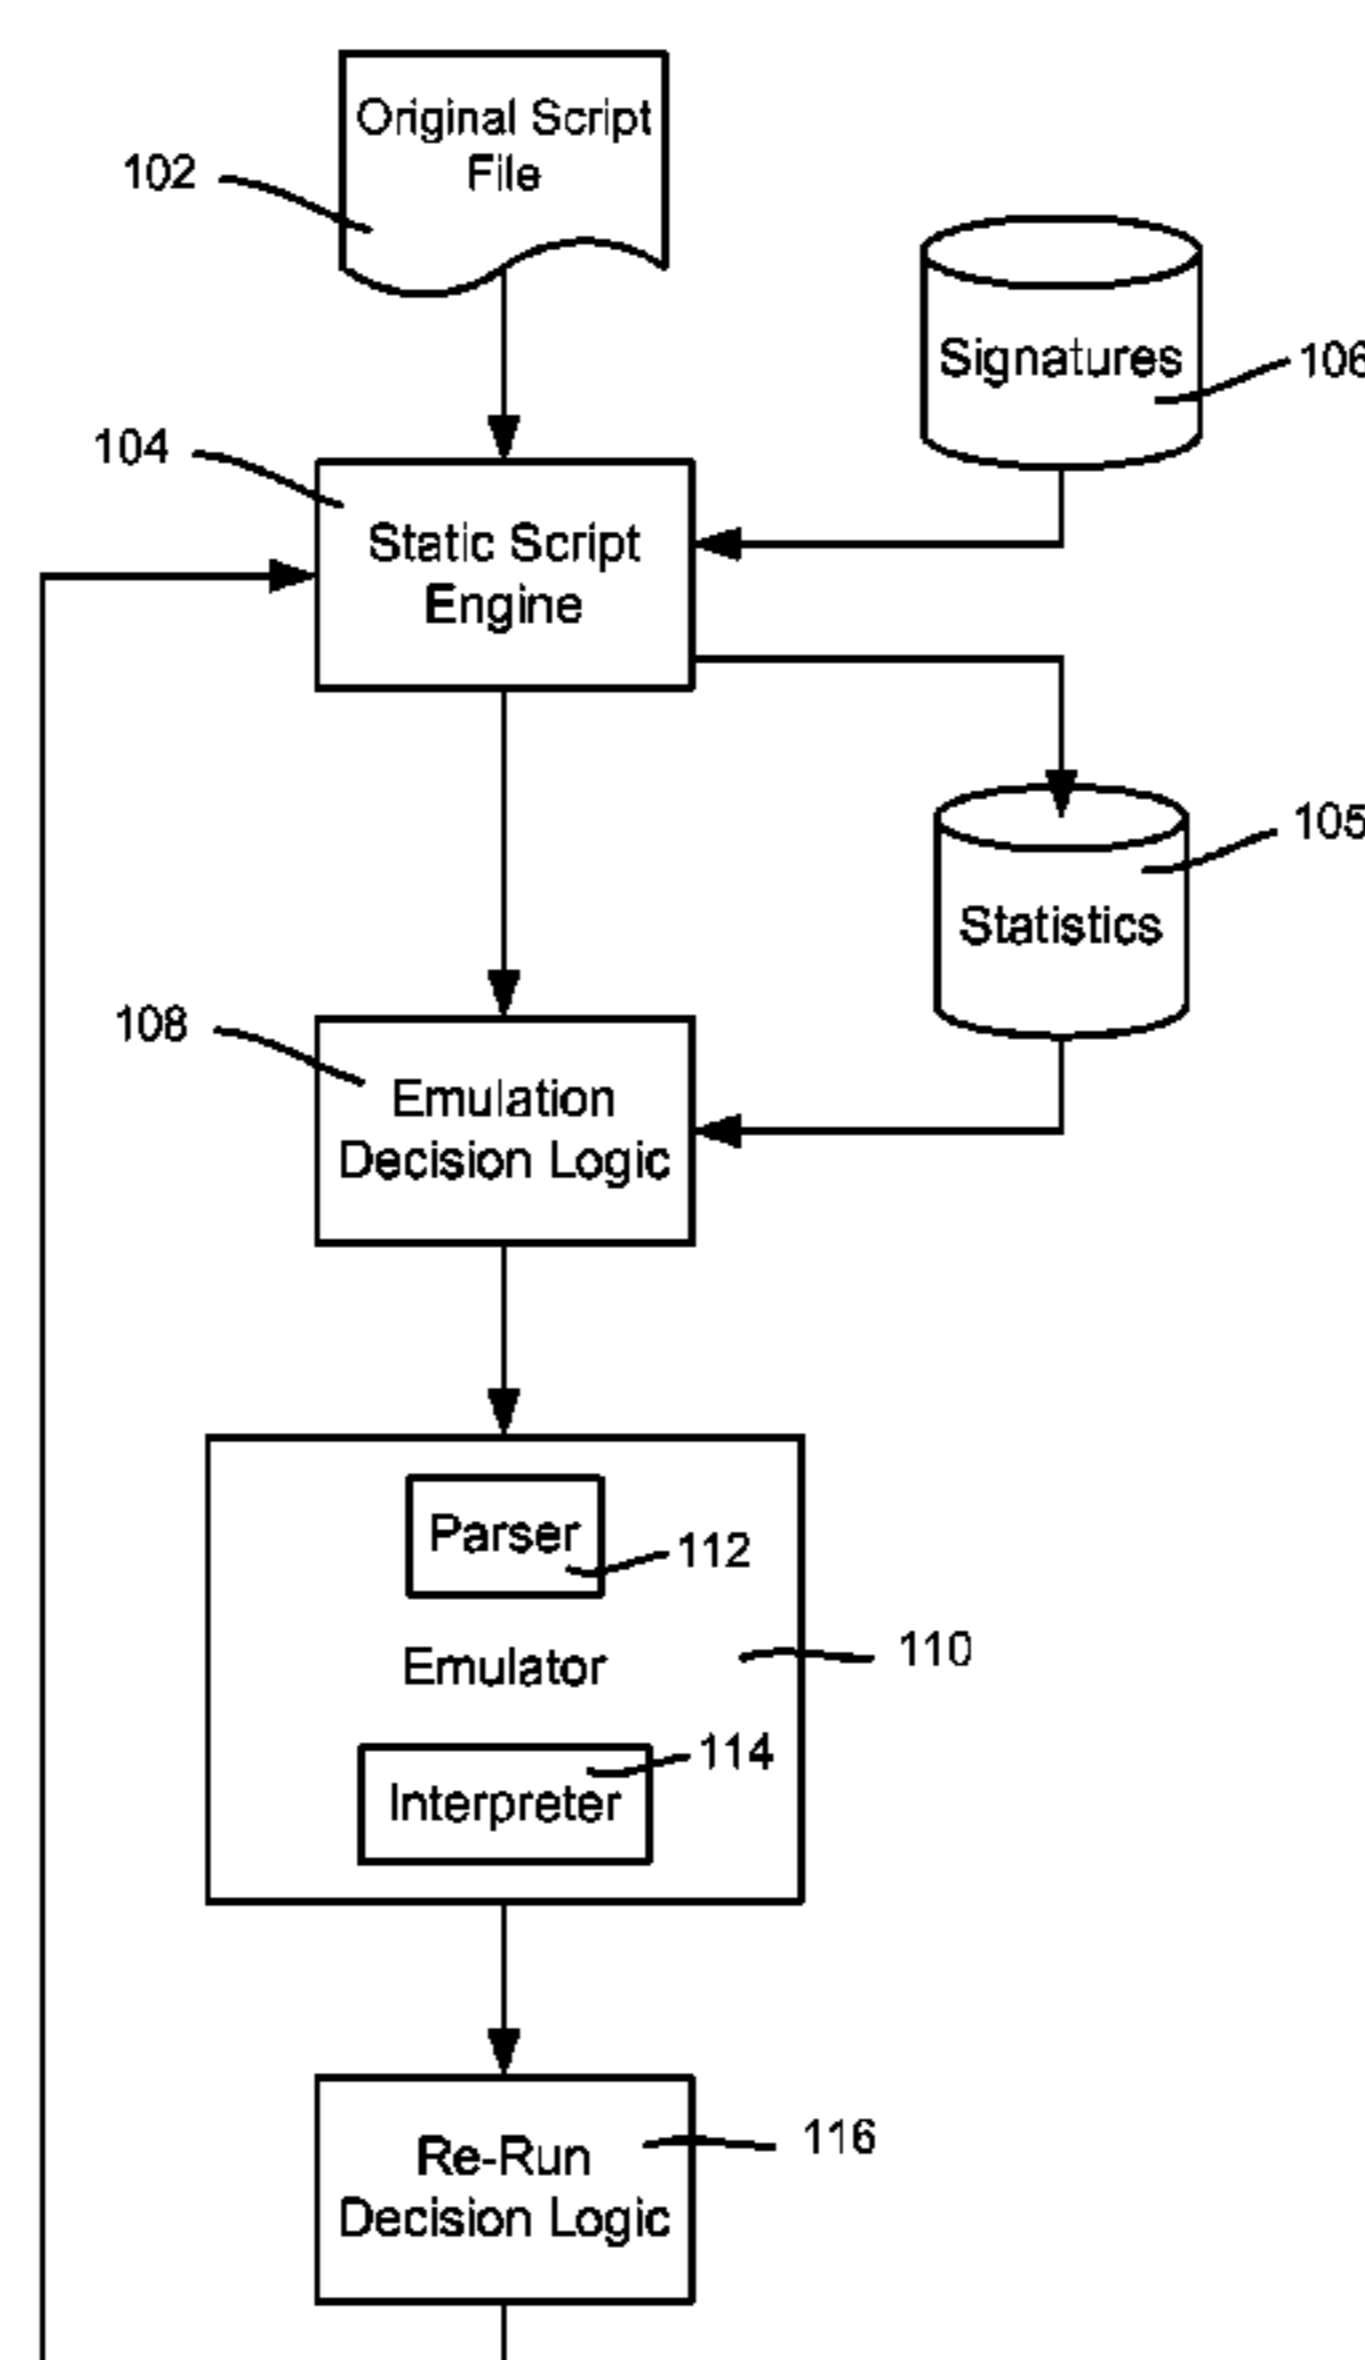 Original Script
File
102
Signatures
106
104
Static Script
Engine
105
Statistics
108
Emulation
Decision Logic
Parser
112
Emulator
110
114
Interpreter
116
Re-Run
Decision Logic